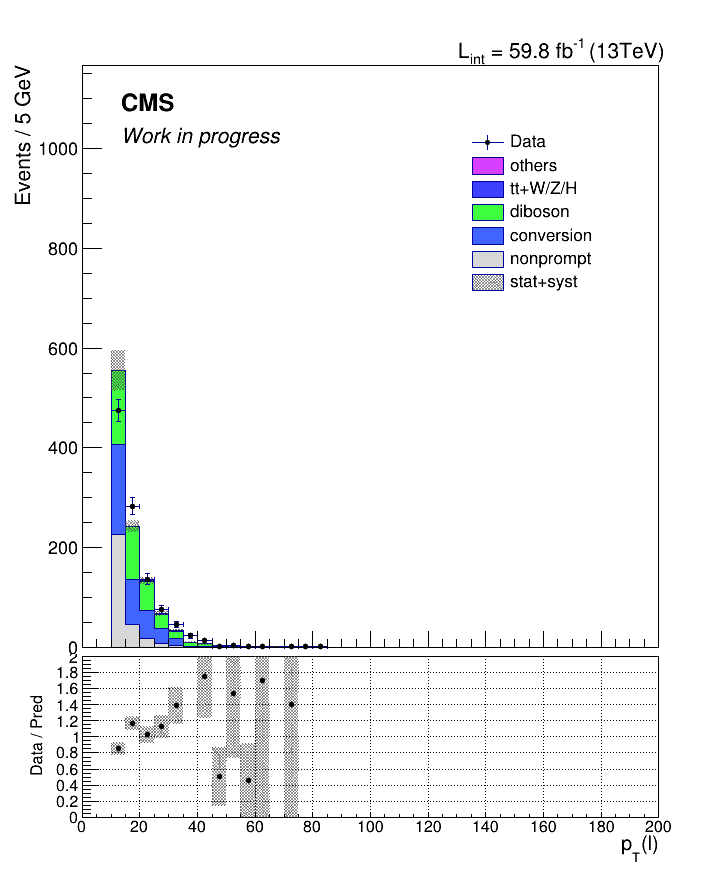 L_int = 59.8 fb^-1 (13TeV)
Events / 5 GeV
CMS
Work in progress
Data
others
tt+W/Z/H
diboson
conversion
nonprompt
stat+syst
1000
800
600
400
200
0
Data / Pred
2
1.8
1.6
1.4
1.2
1
0.8
0.6
0.4
0.2
0
0 20 40 60 80 100 120 140 160 180 200
p_T(l)